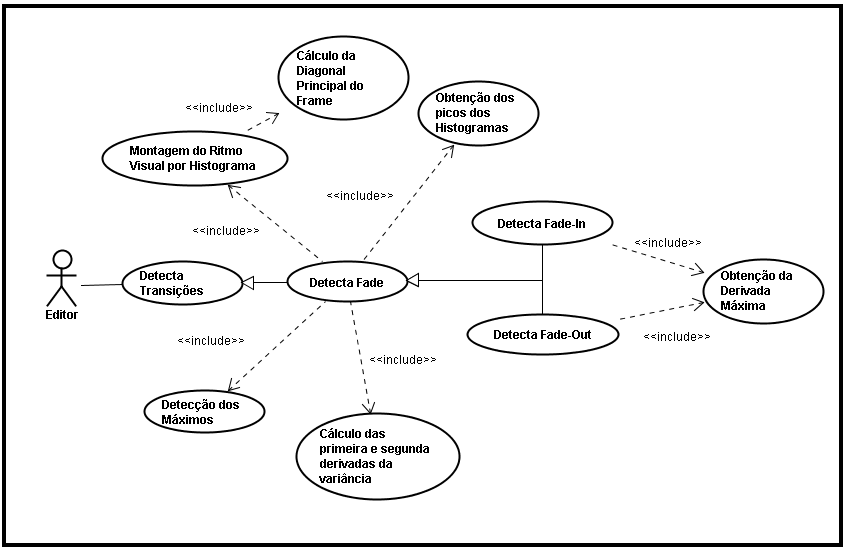 Cálculo da
Diagonal
Principal do
Frame
<<include>>
Obtenção dos
picos dos
Histogramas
Montagem do Ritmo
Visual por Histograma
<<include>>
<<include>>
Detecta Fade-In
<<include>>
Detecta
Transições
Detecta Fade
Obtenção da
Derivada
Máxima
Editor
<<include>>
Detecta Fade-Out
<<include>>
<<include>>
Detecção dos
Máximos
Cálculo das
primeira e segunda
derivadas da
variância